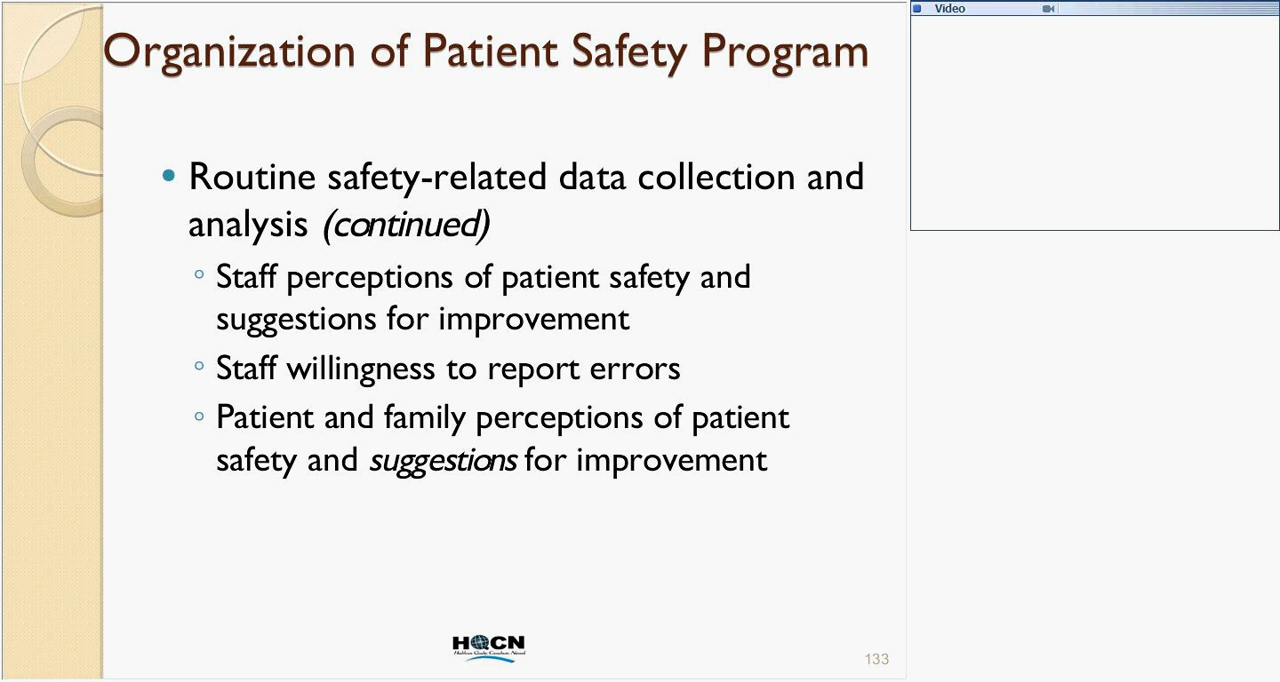 Organization of Patient Safety Program
Video
• Routine safety-related data collection and
analysis (continued)
◦ Staff perceptions of patient safety and
suggestions for improvement
◦ Staff willingness to report errors
◦ Patient and family perceptions of patient
safety and suggestions for improvement
HQCN
133